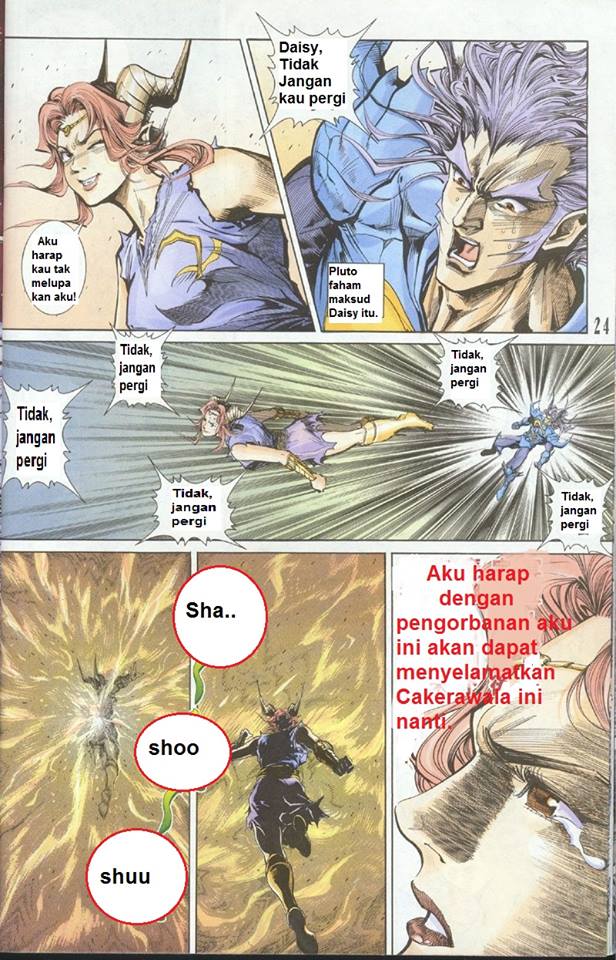 Daisy,
Tidak
Jangan
kau pergi
Aku
harap
kau tak
melupa
kan aku!
Pluto
faham
maksud
Daisy itu.
24
Tidak,
jangan
pergi
Tidak,
jangan
pergi
Tidak,
jangan
pergi
Tidak,
jangan
pergi
Tidak,
jangan
pergi
Sha..
shoo
shuu
Aku harap
dengan
pengorbanan aku
ini akan dapat
menyelamatkan
Cakerawala ini
nanti.